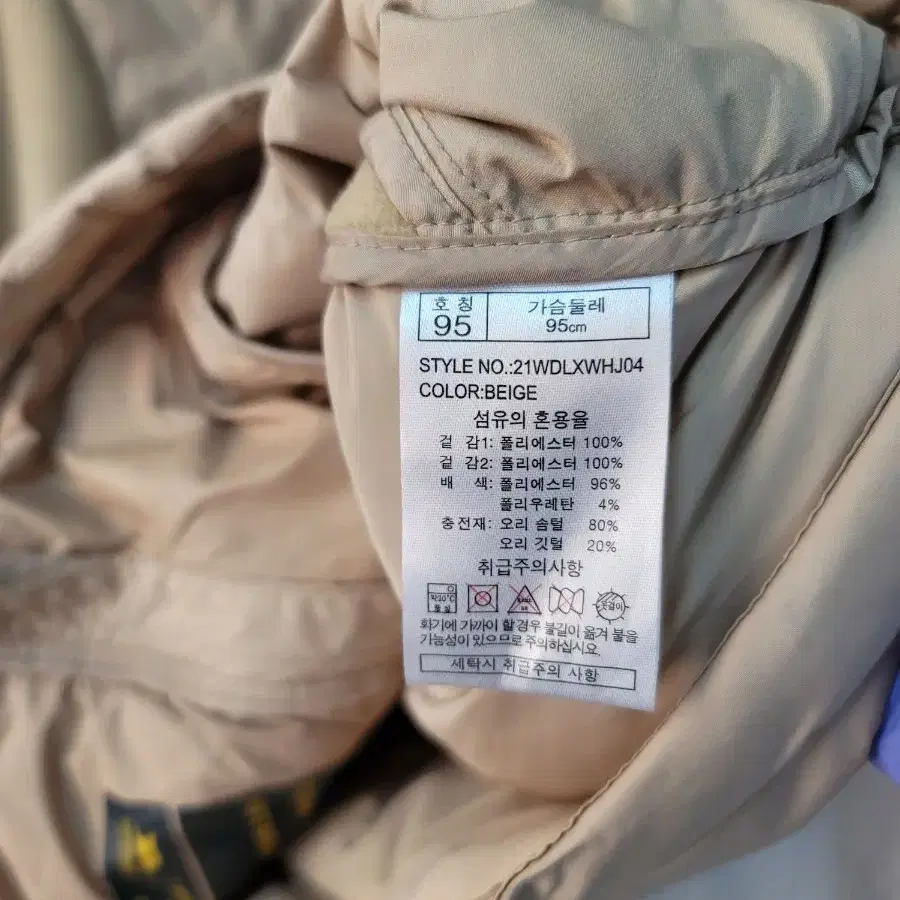 호 칭 가슴둘레
95 95cm
STYLE NO.:21WDLXWHJ04
COLOR:BEIGE
섬유의 혼용율
겉 감1: 폴리에스터 100%
겉 감2: 폴리에스터 100%
배 색: 폴리에스터 96%
폴리우레탄 4%
충전재: 오리 솜털 80%
오리 깃털 20%
취급주의사항
옷걸이
화기에 가까이 할경우 불길이 옮겨 붙을
가능성이 있으므로 주의하십시요.
세탁시 취급주의 사항